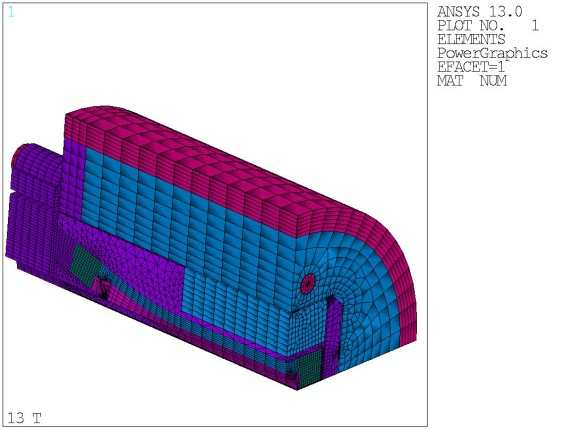 1
ANSYS 13.0
PLOT NO. 1
ELEMENTS
PowerGraphics
EFACET=1
MAT NUM
13 T